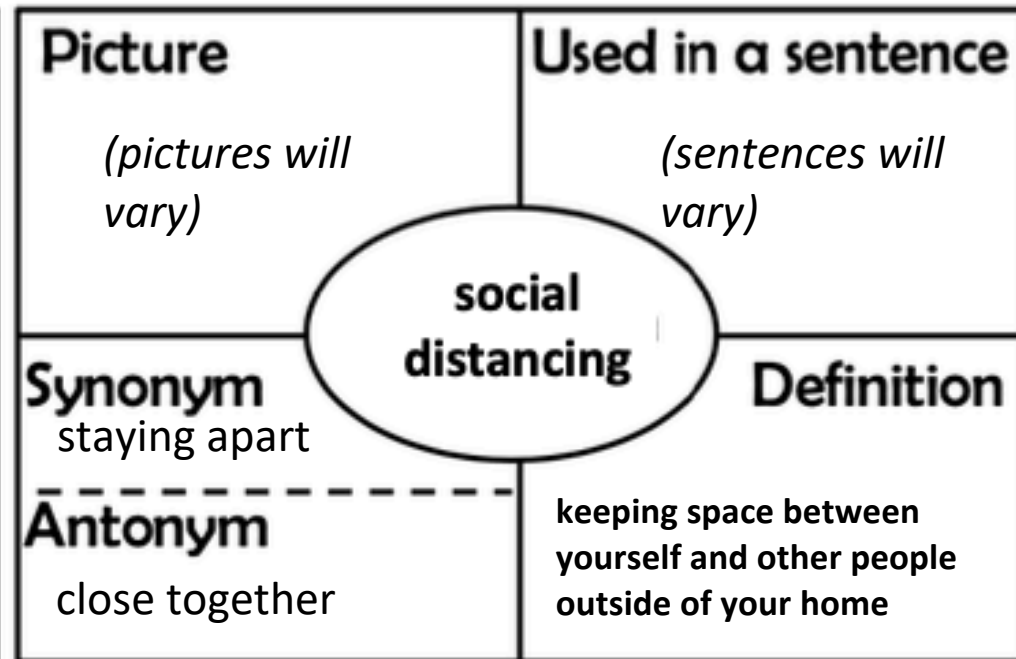 Picture
(pictures will
vary)
Used in a sentence
(sentences will
vary)
social
distancing
Synonym
staying apart
Antonym
close together
Definition
keeping space between
yourself and other people
outside of your home